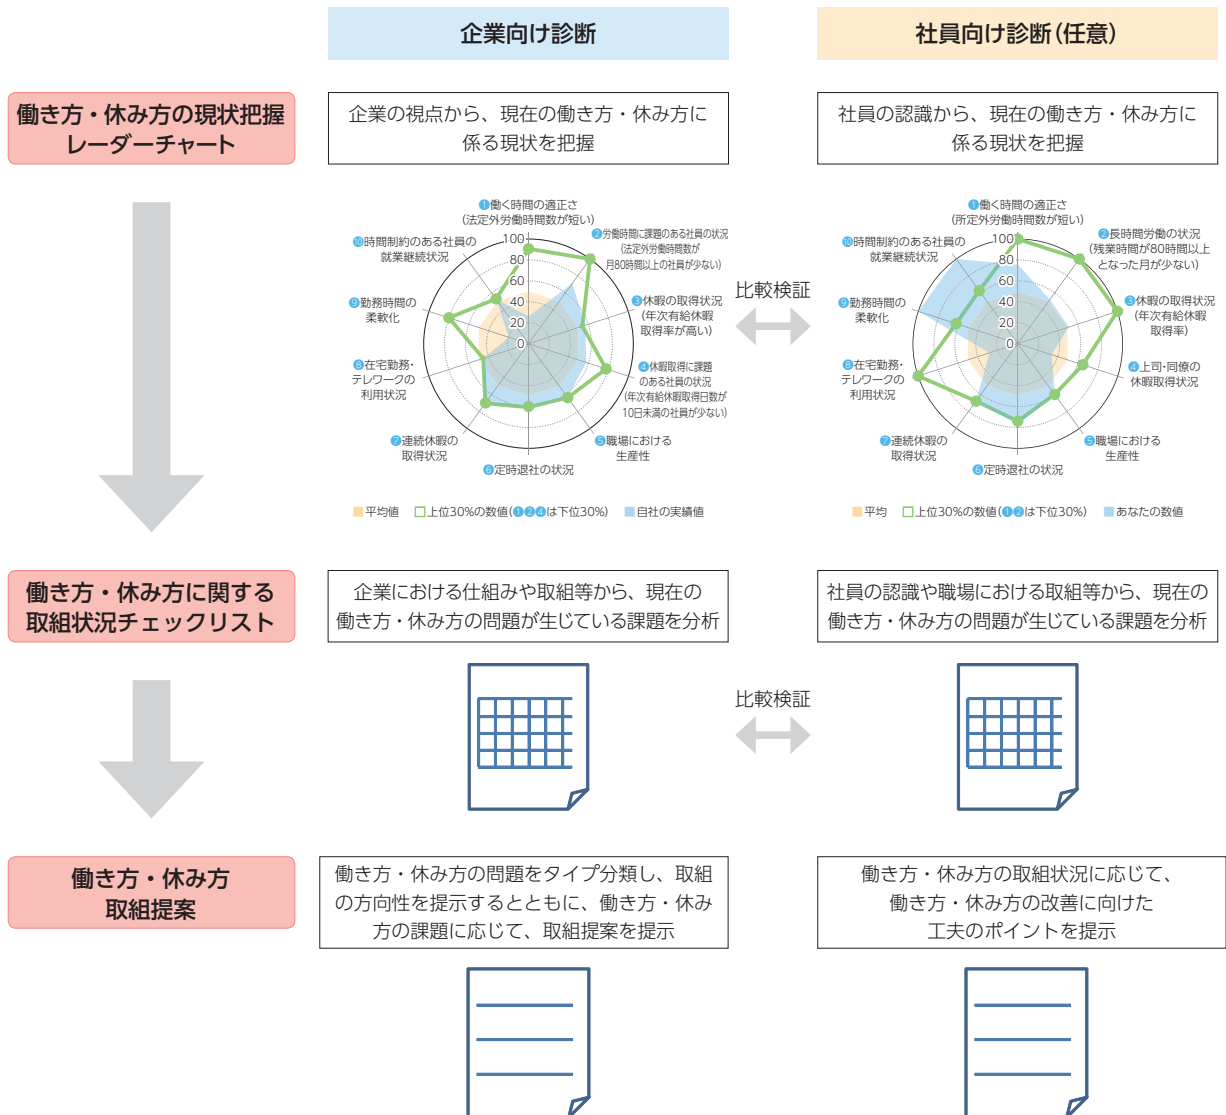 企業向け診断
社員向け診断(任意)
働き方・休み方の現状把握
レーダーチャート
企業の視点から、現在の働き方・休み方に
係る現状を把握
社員の認識から、現在の働き方・休み方に
係る現状を把握
❶働く時間の適正さ
(法定外労働時間数が短い)
❷労働時間に課題のある社員の状況
(法定外労働時間数が
月80時間以上の社員が少ない)
❸休暇の取得状況
(年次有給休暇
取得率が高い)
❹休暇取得に課題
のある社員の状況
(年次有給休暇取得日数が
10日未満の社員が少ない)
❺職場における
生産性
❻定時退社の状況
❼連続休暇の
取得状況
❽在宅勤務・
テレワークの
利用状況
❾勤務時間の
柔軟化
❿時間制約のある社員の
就業継続状況
100
80
60
40
20
0
平均値 上位30%の数値(❶❷❹は下位30%) 自社の実績値
比較検証
❶働く時間の適正さ
(所定外労働時間数が短い)
❷長時間労働の状況
(残業時間が80時間以上
となった月が少ない)
❸休暇の取得状況
(年次有給休暇
取得率)
❹上司・同僚の
休暇取得状況
❺職場における
生産性
❻定時退社の状況
❼連続休暇の
取得状況
❽在宅勤務・
テレワークの
利用状況
❾勤務時間の
柔軟化
❿時間制約のある社員の
就業継続状況
100
80
60
40
20
0
平均 上位30%の数値(❶❷は下位30%) あなたの数値
働き方・休み方に関する
取組状況チェックリスト
企業における仕組みや取組等から、現在の
働き方・休み方の問題が生じている課題を分析
社員の認識や職場における取組等から、現在の
働き方・休み方の問題が生じている課題を分析
比較検証
働き方・休み方
取組提案
働き方・休み方の問題をタイプ分類し、取組
の方向性を提示するとともに、働き方・休み
方の課題に応じて、取組提案を提示
働き方・休み方の取組状況に応じて、
働き方・休み方の改善に向けた
工夫のポイントを提示